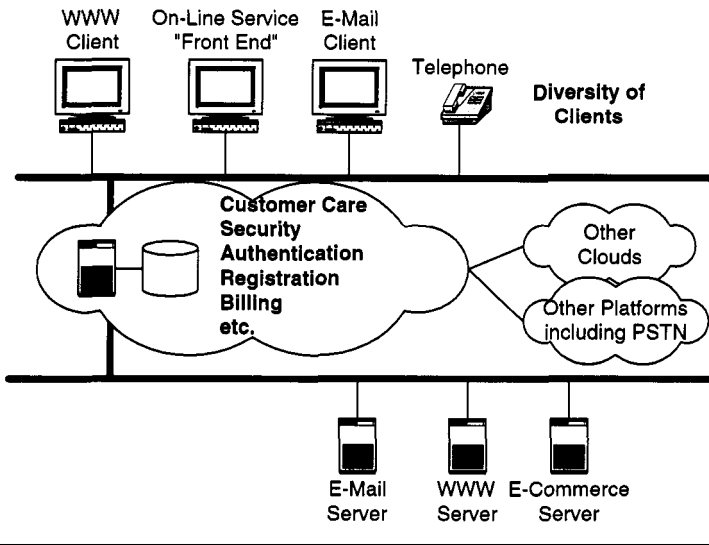 WWW
Client
On-Line Service
"Front End"
E-Mail
Client
Telephone
Diversity of
Clients
Customer Care
Security
Authentication
Registration
Billing
etc.
Other
Clouds
Other Platforms
including PSTN
E-Mail
Server
WWW
Server
E-Commerce
Server